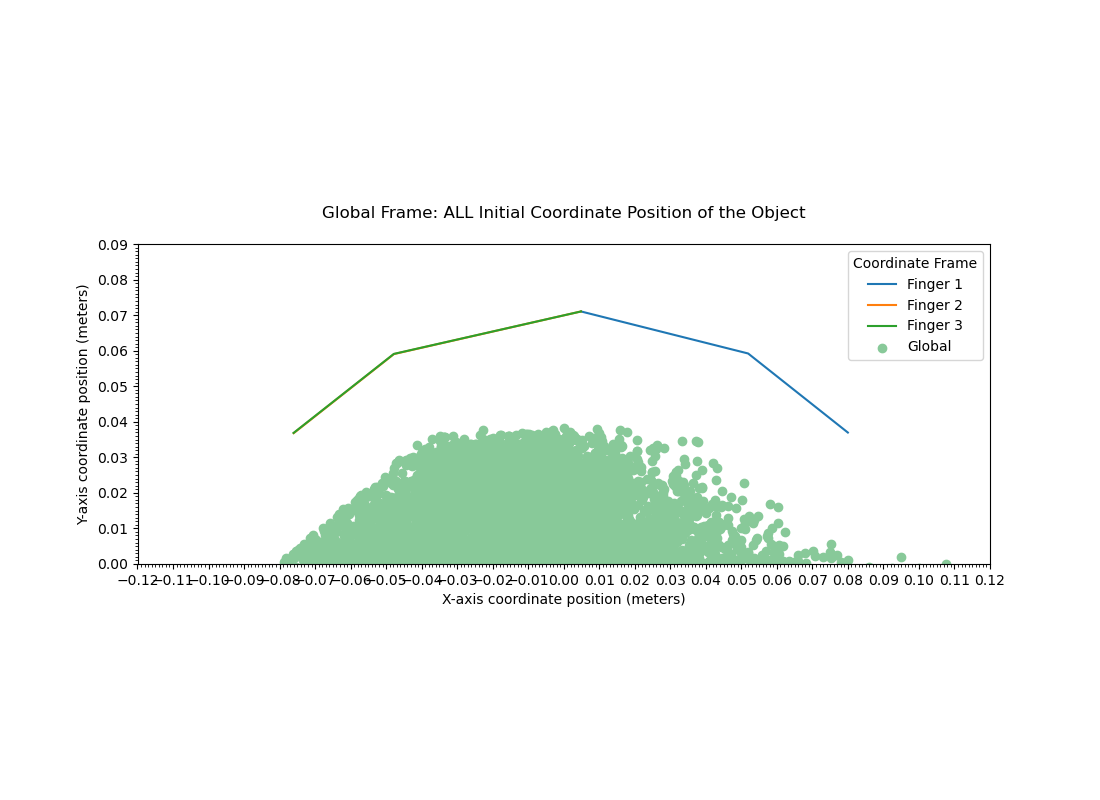 Global Frame: ALL Initial Coordinate Position of the Object
0.09
0.08
0.07
0.06
0.05
0.04
0.03
0.02
0.01
0.00
Y-axis coordinate position (meters)
Coordinate Frame
Finger 1
Finger 2
Finger 3
Global
−0.12 −0.11 −0.10 −0.09 −0.08 −0.07 −0.06 −0.05 −0.04 −0.03 −0.02 −0.01 0.00 0.01 0.02 0.03 0.04 0.05 0.06 0.07 0.08 0.09 0.10 0.11 0.12
X-axis coordinate position (meters)